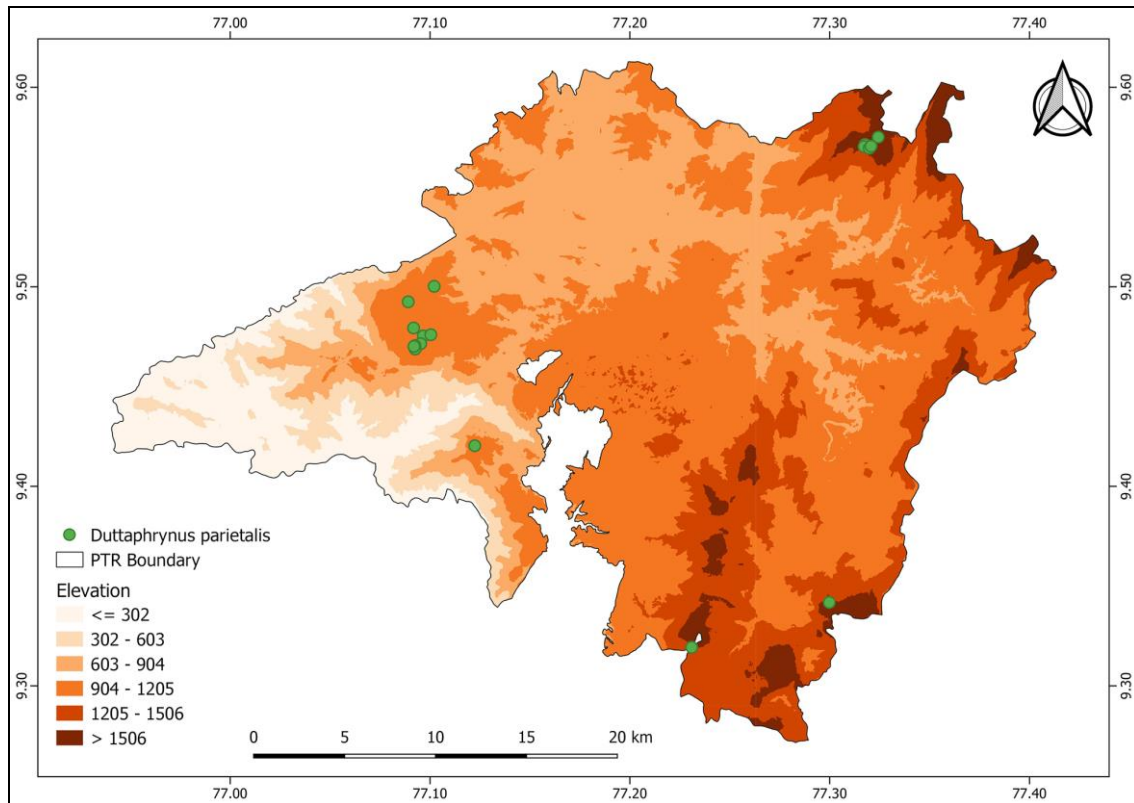 77.00 77.10 77.20 77.30 77.40
9.60 9.60
9.50 9.50
9.40 9.40
Duttaphrynus parietalis
PTR Boundary
Elevation
<= 302
302 - 603
603 - 904
904 - 1205
1205 - 1506
> 1506
9.30 9.30
0 5 10 15 20 km
77.00 77.10 77.20 77.30 77.40